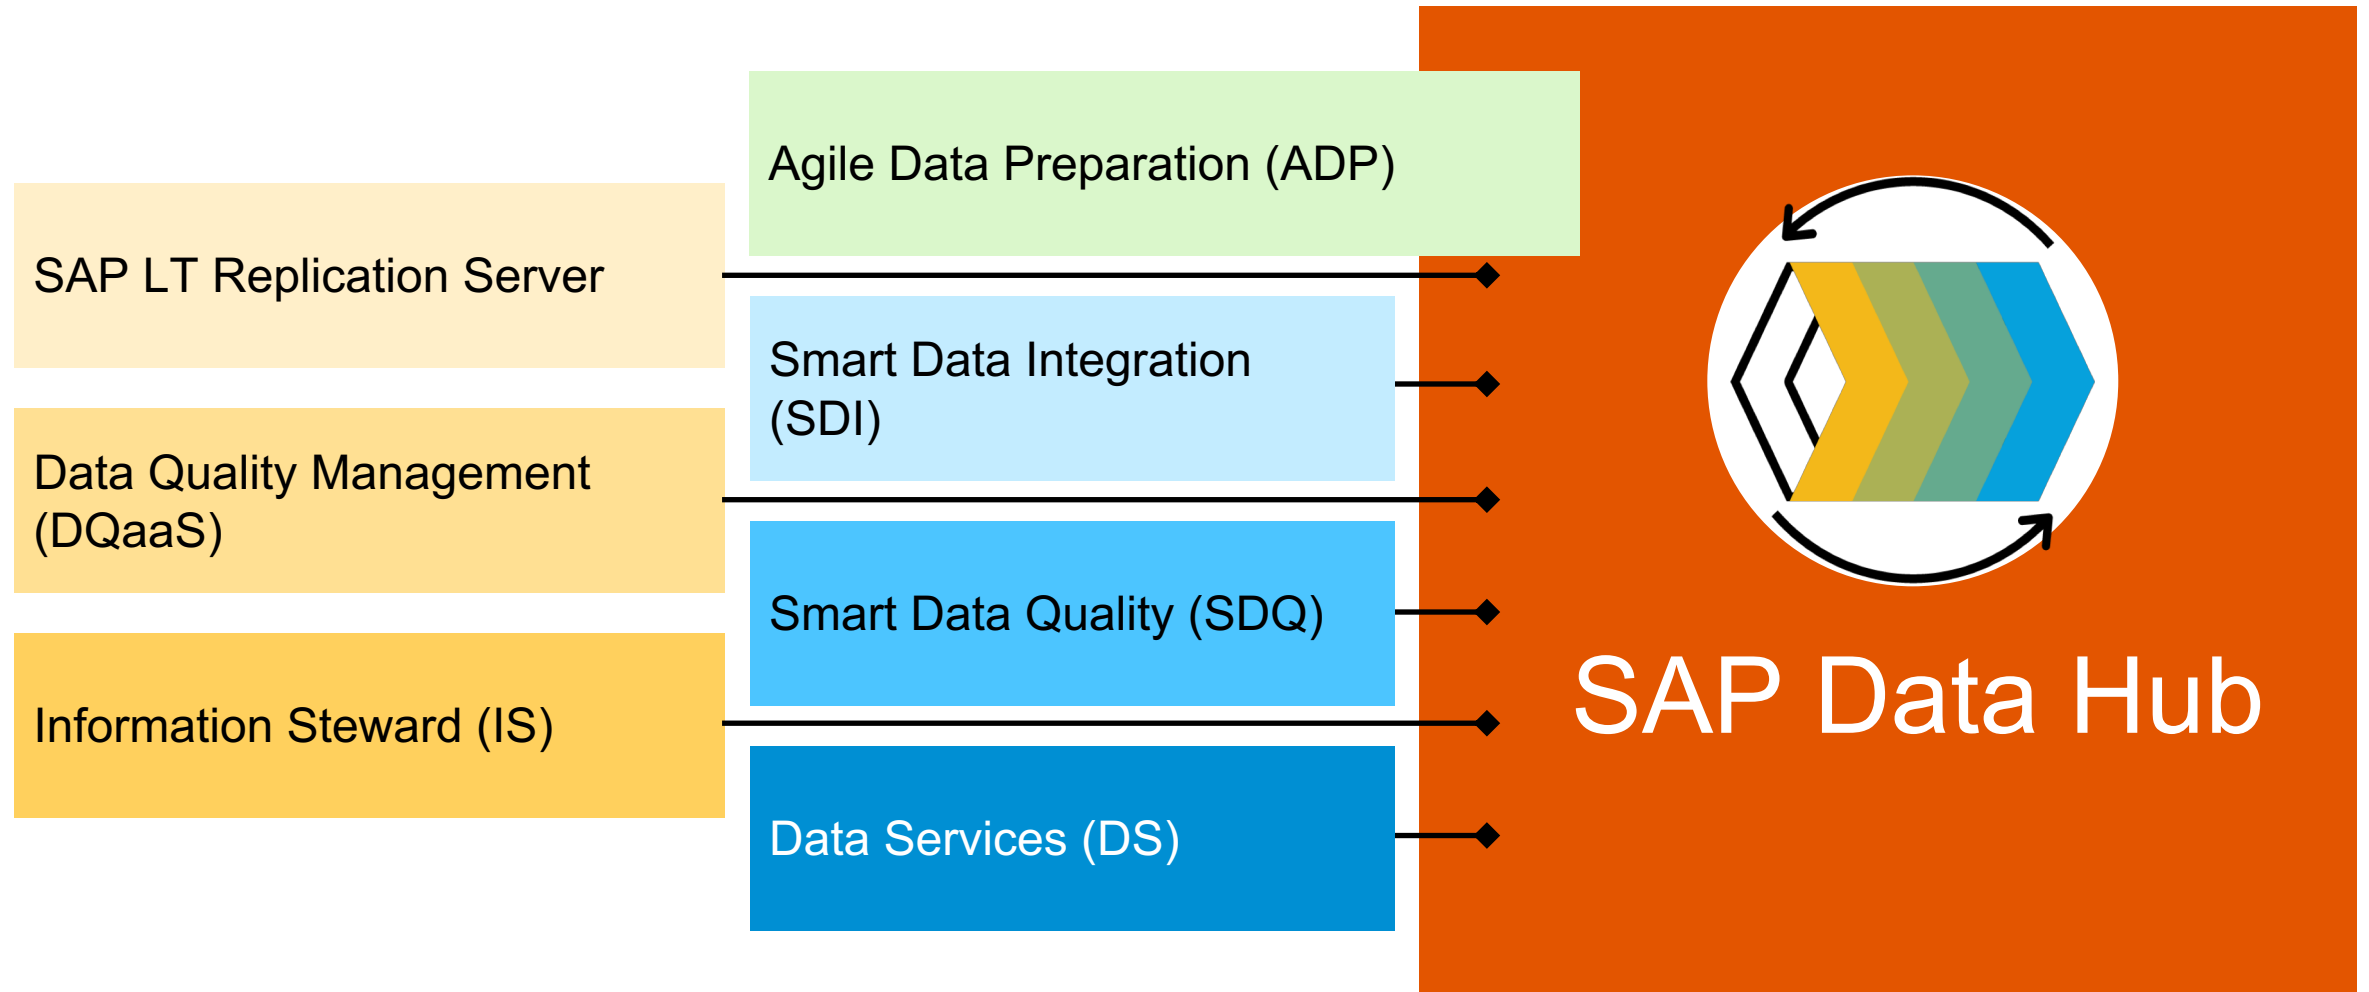 Agile Data Preparation (ADP)
SAP LT Replication Server
Smart Data Integration
(SDI)
Data Quality Management
(DQaaS)
Smart Data Quality (SDQ)
Information Steward (IS)
Data Services (DS)
SAP Data Hub